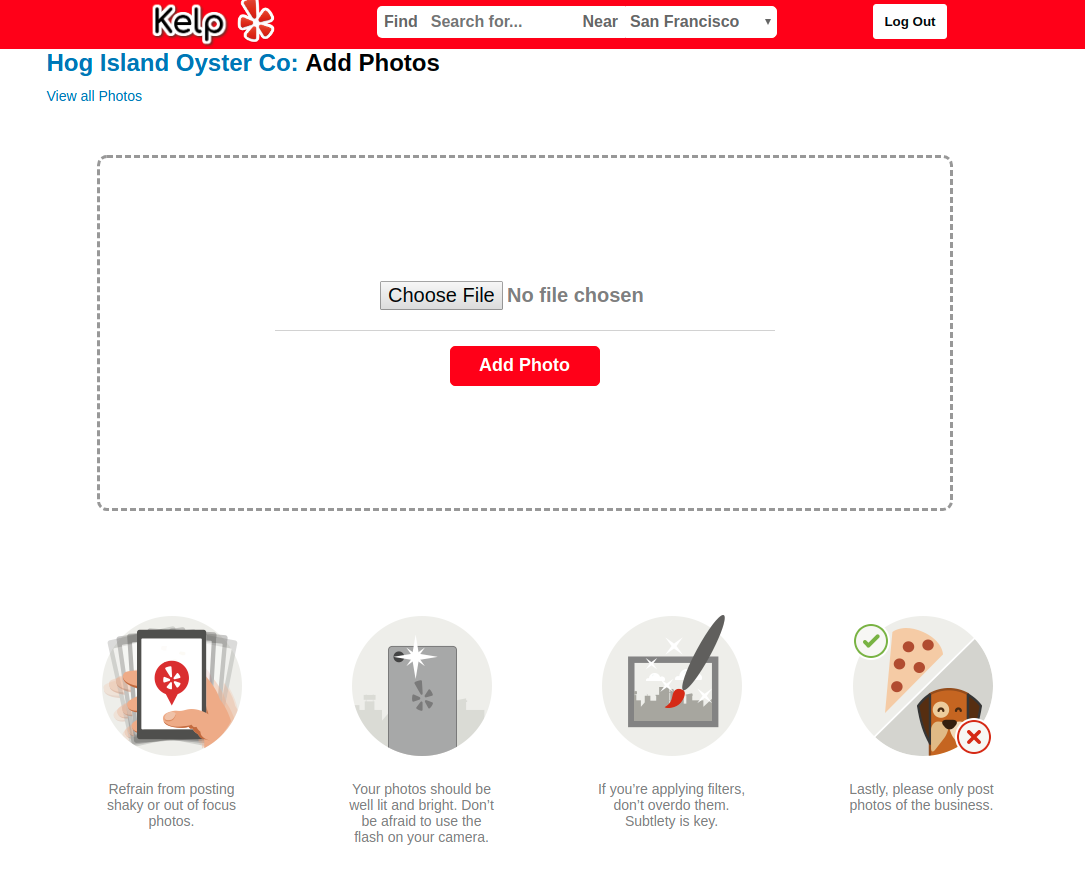 Kelp
Find Search for... Near San Francisco ▾
Log Out
Hog Island Oyster Co: Add Photos
View all Photos
Choose File No file chosen
Add Photo
Refrain from posting
shaky or out of focus
photos.
Your photos should be
well lit and bright. Don’t
be afraid to use the
flash on your camera.
If you’re applying filters,
don’t overdo them.
Subtlety is key.
Lastly, please only post
photos of the business.